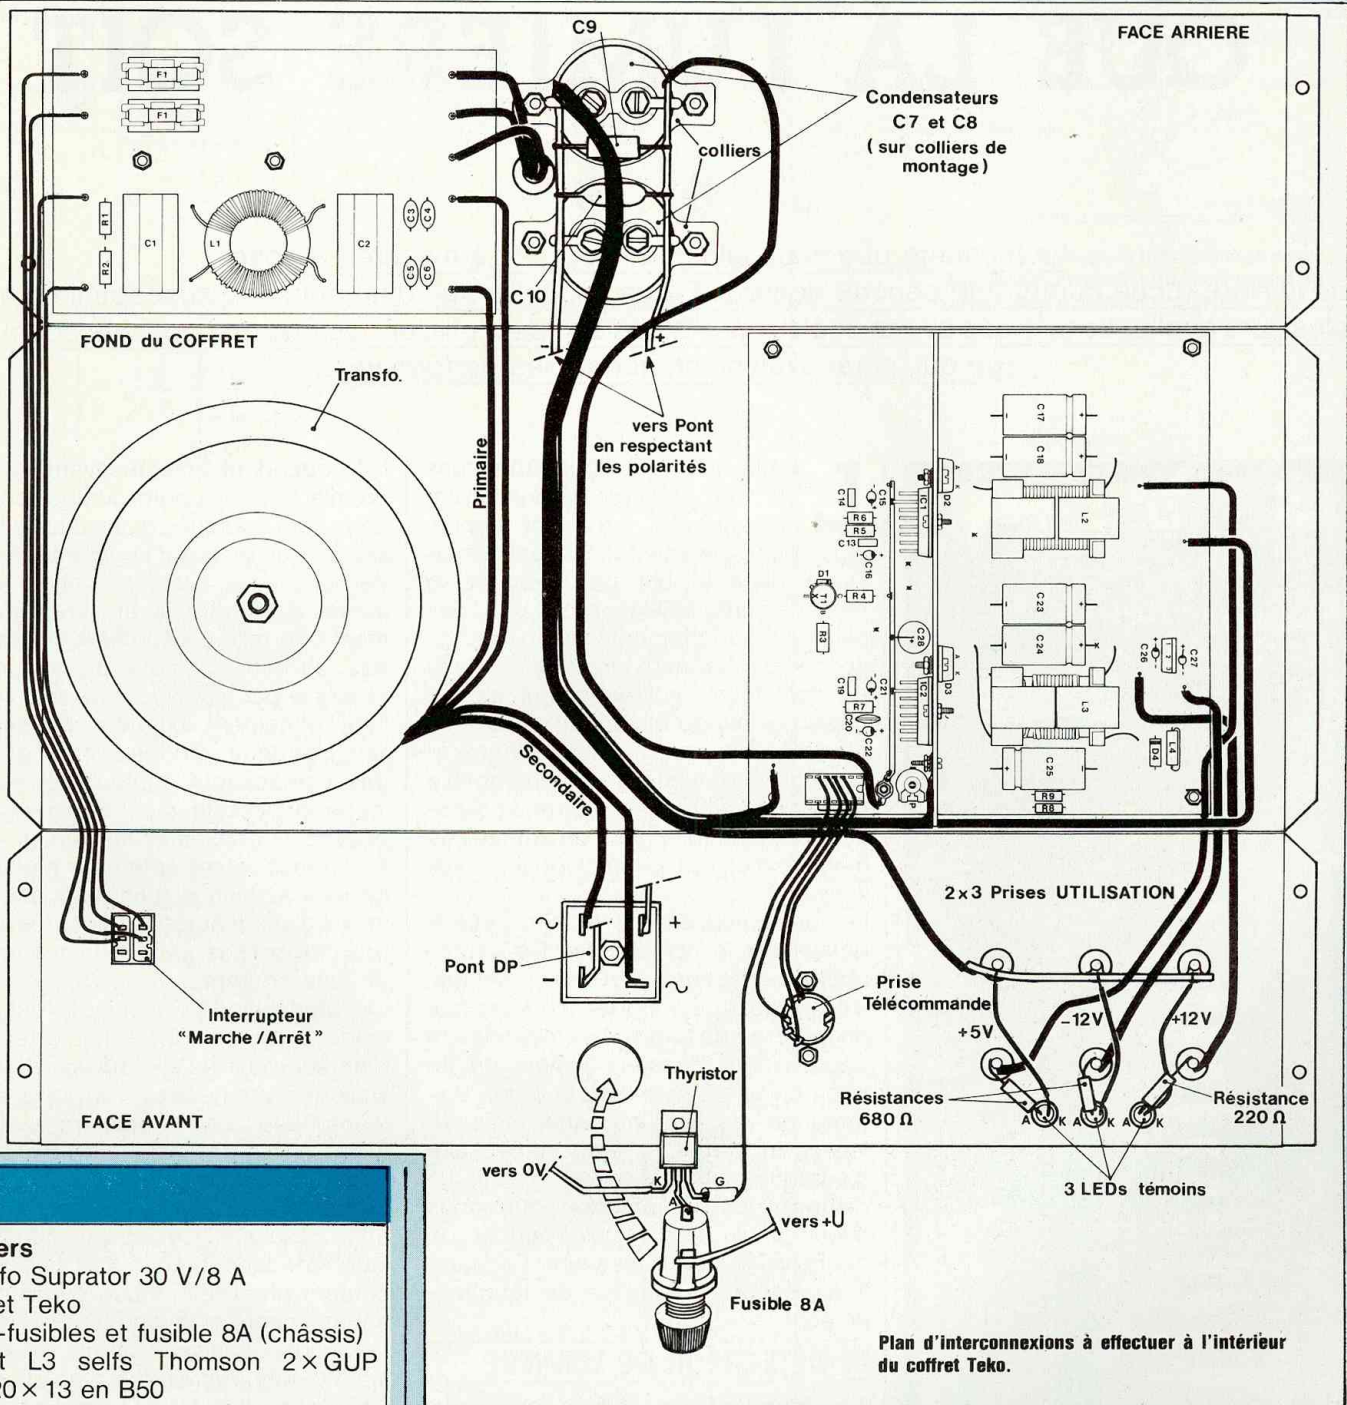 C9
FACE ARRIERE
F1
F1
Condensateurs
C7 et C8
( sur colliers de
montage )
colliers
R1
R2
C1
L1
C2
C3
C4
C5
C6
C10
FOND du COFFRET
-
+
Transfo.
vers Pont
en respectant
les polarités
Primaire
Secondaire
C17
C18
L2
C23
C24
C26
C27
L3
C25
D4
L4
R9
R8
C14
C15
R6
R5
C13
C16
IC1
D2
D1
R4
R3
C28
C19
C21
R7
C20
C22
IC2
D3
P
2x3 Prises UTILISATION
Pont DP
+
-
Prise
Télécommande
+5V
-12V
+12V
Interrupteur
“Marche / Arrêt”
Thyristor
Résistances
680 Ω
Résistance
220 Ω
A K A K A K
FACE AVANT
vers 0V
K
A
G
3 LEDs témoins
vers +U
Fusible 8A
Plan d'interconnexions à effectuer à l'intérieur
du coffret Teko.
ers
fo Suprator 30 V/8 A
et Teko
-fusibles et fusible 8A (châssis)
t L3 selfs Thomson 2 × GUP
20 × 13 en B50